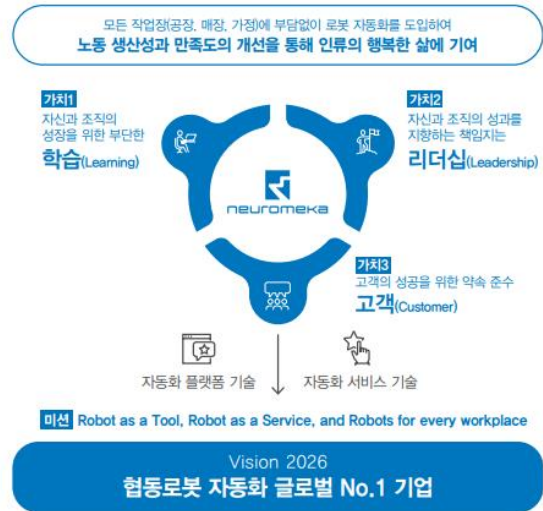 모든 작업장(공장, 매장, 가정)에 부담없이 로봇 자동화를 도입하여
노동 생산성과 만족도의 개선을 통해 인류의 행복한 삶에 기여
가치1
자신과 조직의
성장을 위한 부단한
학습(Learning)
가치2
자신과 조직의 성과를
지향하는 책임지는
리더십(Leadership)
neuromeka
가치3
고객의 성공을 위한 약속 준수
고객(Customer)
자동화 플랫폼 기술
자동화 서비스 기술
미션 Robot as a Tool, Robot as a Service, and Robots for every workplace
Vision 2026
협동로봇 자동화 글로벌 No.1 기업